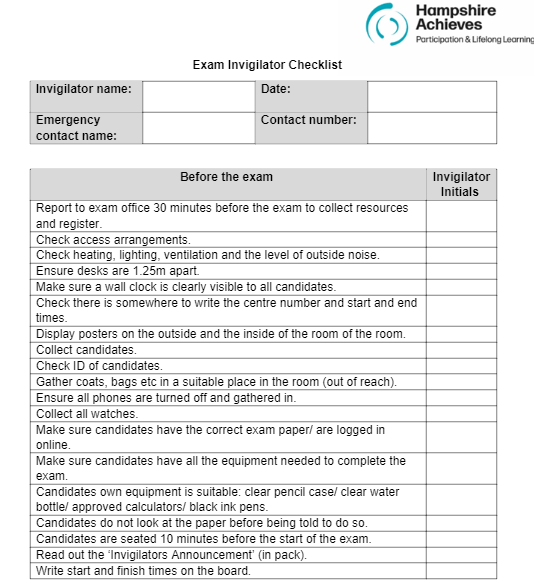 Hampshire
Achieves
Participation & Lifelong Learning
Exam Invigilator Checklist
Invigilator name:
Date:
Emergency
contact name:
Contact number:
Before the exam
Invigilator
Initials
Report to exam office 30 minutes before the exam to collect resources
and register.
Check access arrangements.
Check heating, lighting, ventilation and the level of outside noise.
Ensure desks are 1.25m apart.
Make sure a wall clock is clearly visible to all candidates.
Check there is somewhere to write the centre number and start and end
times.
Display posters on the outside and the inside of the room of the room.
Collect candidates.
Check ID of candidates.
Gather coats, bags etc in a suitable place in the room (out of reach).
Ensure all phones are turned off and gathered in.
Collect all watches.
Make sure candidates have the correct exam paper/ are logged in
online.
Make sure candidates have all the equipment needed to complete the
exam.
Candidates own equipment is suitable: clear pencil case/ clear water
bottle/ approved calculators/ black ink pens.
Candidates do not look at the paper before being told to do so.
Candidates are seated 10 minutes before the start of the exam.
Read out the ‘Invigilators Announcement’ (in pack).
Write start and finish times on the board.